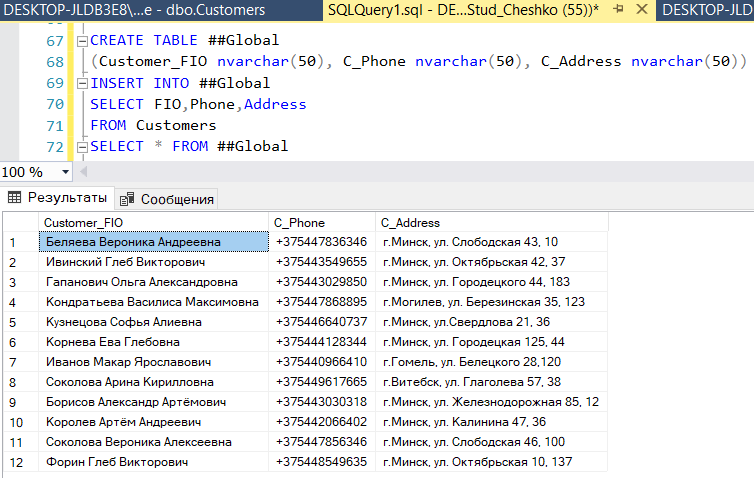 DESKTOP-JLDB3E8\...e - dbo.Customers SQLQuery1.sql - DE...Stud_Cheshko (55))* DESKTOP-JLD
67 CREATE TABLE ##Global
68 (Customer_FIO nvarchar(50), C_Phone nvarchar(50), C_Address nvarchar(50))
69 INSERT INTO ##Global
70 SELECT FIO,Phone,Address
71 FROM Customers
72 SELECT * FROM ##Global
100 %
Результаты Сообщения
Customer_FIO C_Phone C_Address
1 Беляева Вероника Андреевна +375447836346 г.Минск, ул. Слободская 43, 10
2 Ивинский Глеб Викторович +375443549655 г.Минск, ул. Октябрьская 42, 37
3 Гапанович Ольга Александровна +375443029850 г.Минск, ул. Городецкого 44, 183
4 Кондратьева Василиса Максимовна +375447868895 г.Могилев, ул. Березинская 35, 123
5 Кузнецова Софья Алиевна +375446640737 г.Минск, ул.Свердлова 21, 36
6 Корнева Ева Глебовна +375444128344 г.Минск, ул. Городецкая 125, 44
7 Иванов Макар Ярославович +375440966410 г.Гомель, ул. Белецкого 28,120
8 Соколова Арина Кирилловна +375449617665 г.Витебск, ул. Глаголева 57, 38
9 Борисов Александр Артёмович +375443030318 г.Минск, ул. Железнодорожная 85, 12
10 Королев Артём Андреевич +375442066402 г.Минск, ул. Калинина 47, 36
11 Соколова Вероника Алексеевна +375447856346 г.Минск, ул. Слободская 46, 100
12 Форин Глеб Викторович +375448549635 г.Минск, ул. Октябрьская 10, 137